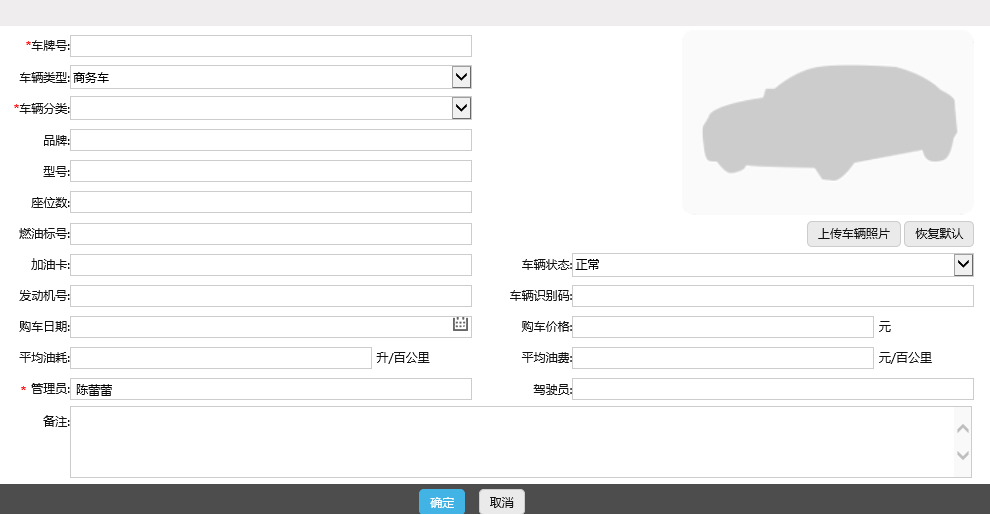 *车牌号:
车辆类型: 商务车
*车辆分类:
品牌:
型号:
座位数:
燃油标号:
上传车辆照片 恢复默认
加油卡: 车辆状态: 正常
发动机号: 车辆识别码:
购车日期: 购车价格: 元
平均油耗: 升/百公里 平均油费: 元/百公里
* 管理员: 陈蕾蕾 驾驶员:
备注:
确定 取消